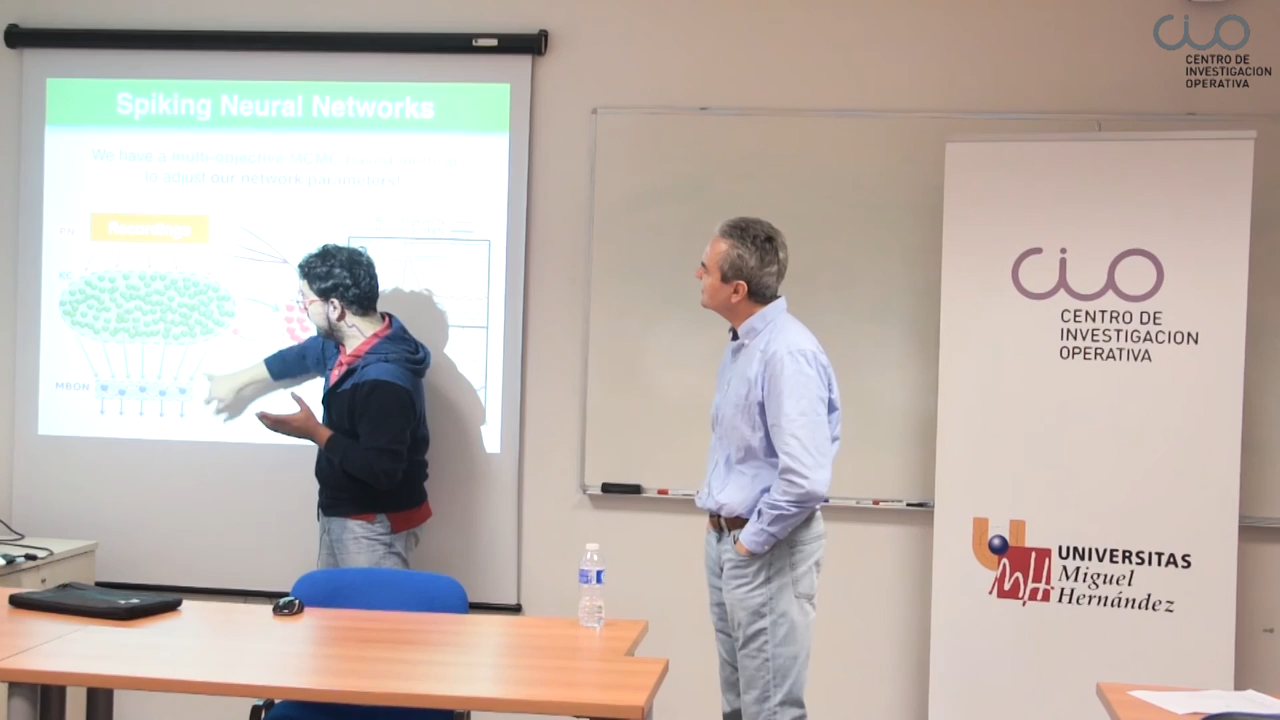 Spiking Neural Networks
We have a multi-objective MCMC
to adjust our network parameters!
PN
Recordings
KC
MBON
CIO
CENTRO DE
INVESTIGACION
OPERATIVA
CIO
CENTRO DE
INVESTIGACION
OPERATIVA
UMH
UNIVERSITAS
Miguel
Hernández